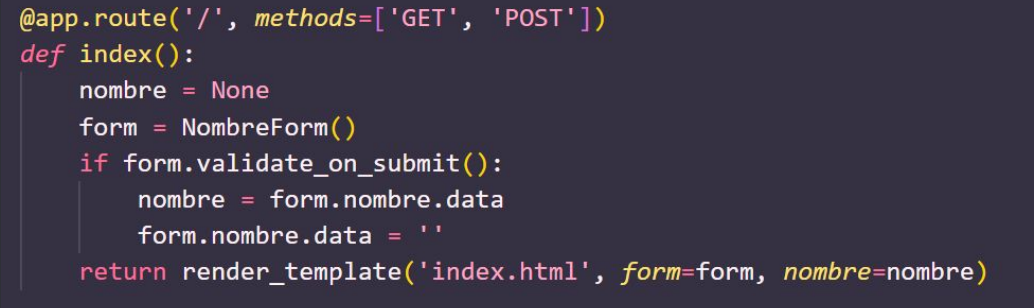 @app.route('/', methods=['GET', 'POST'])
def index():
    nombre = None
    form = NombreForm()
    if form.validate_on_submit():
        nombre = form.nombre.data
        form.nombre.data = ''
    return render_template('index.html', form=form, nombre=nombre)